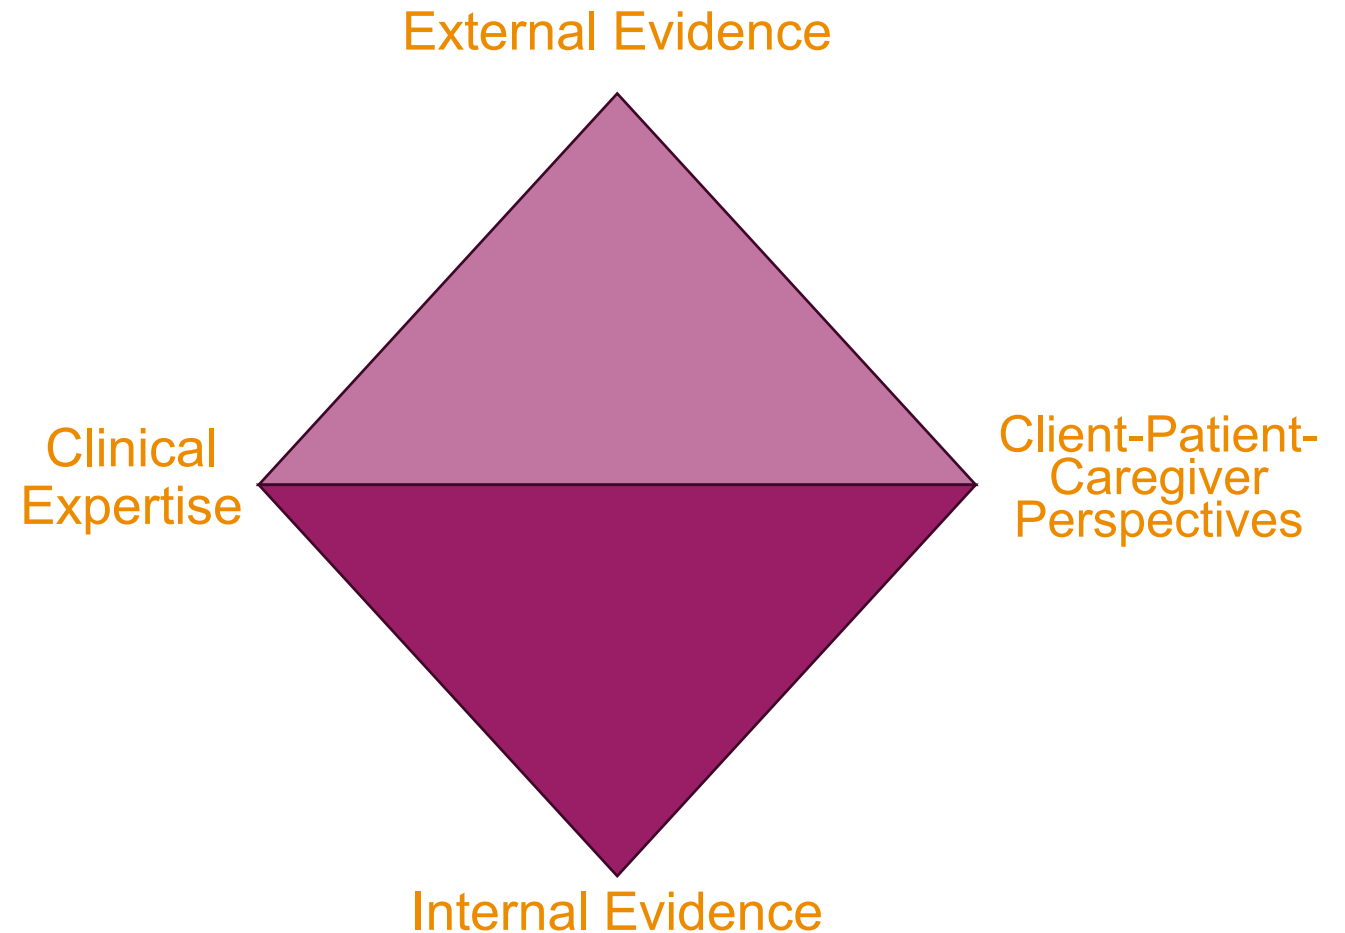 External Evidence
Clinical
Expertise
Client-Patient-
Caregiver
Perspectives
Internal Evidence